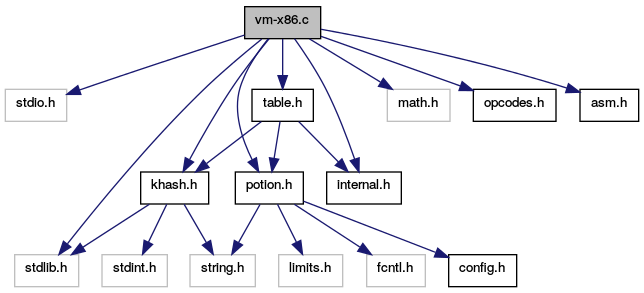 vm-x86.c
stdio.h
table.h
math.h
opcodes.h
asm.h
khash.h
potion.h
internal.h
stdlib.h
stdint.h
string.h
limits.h
fcntl.h
config.h